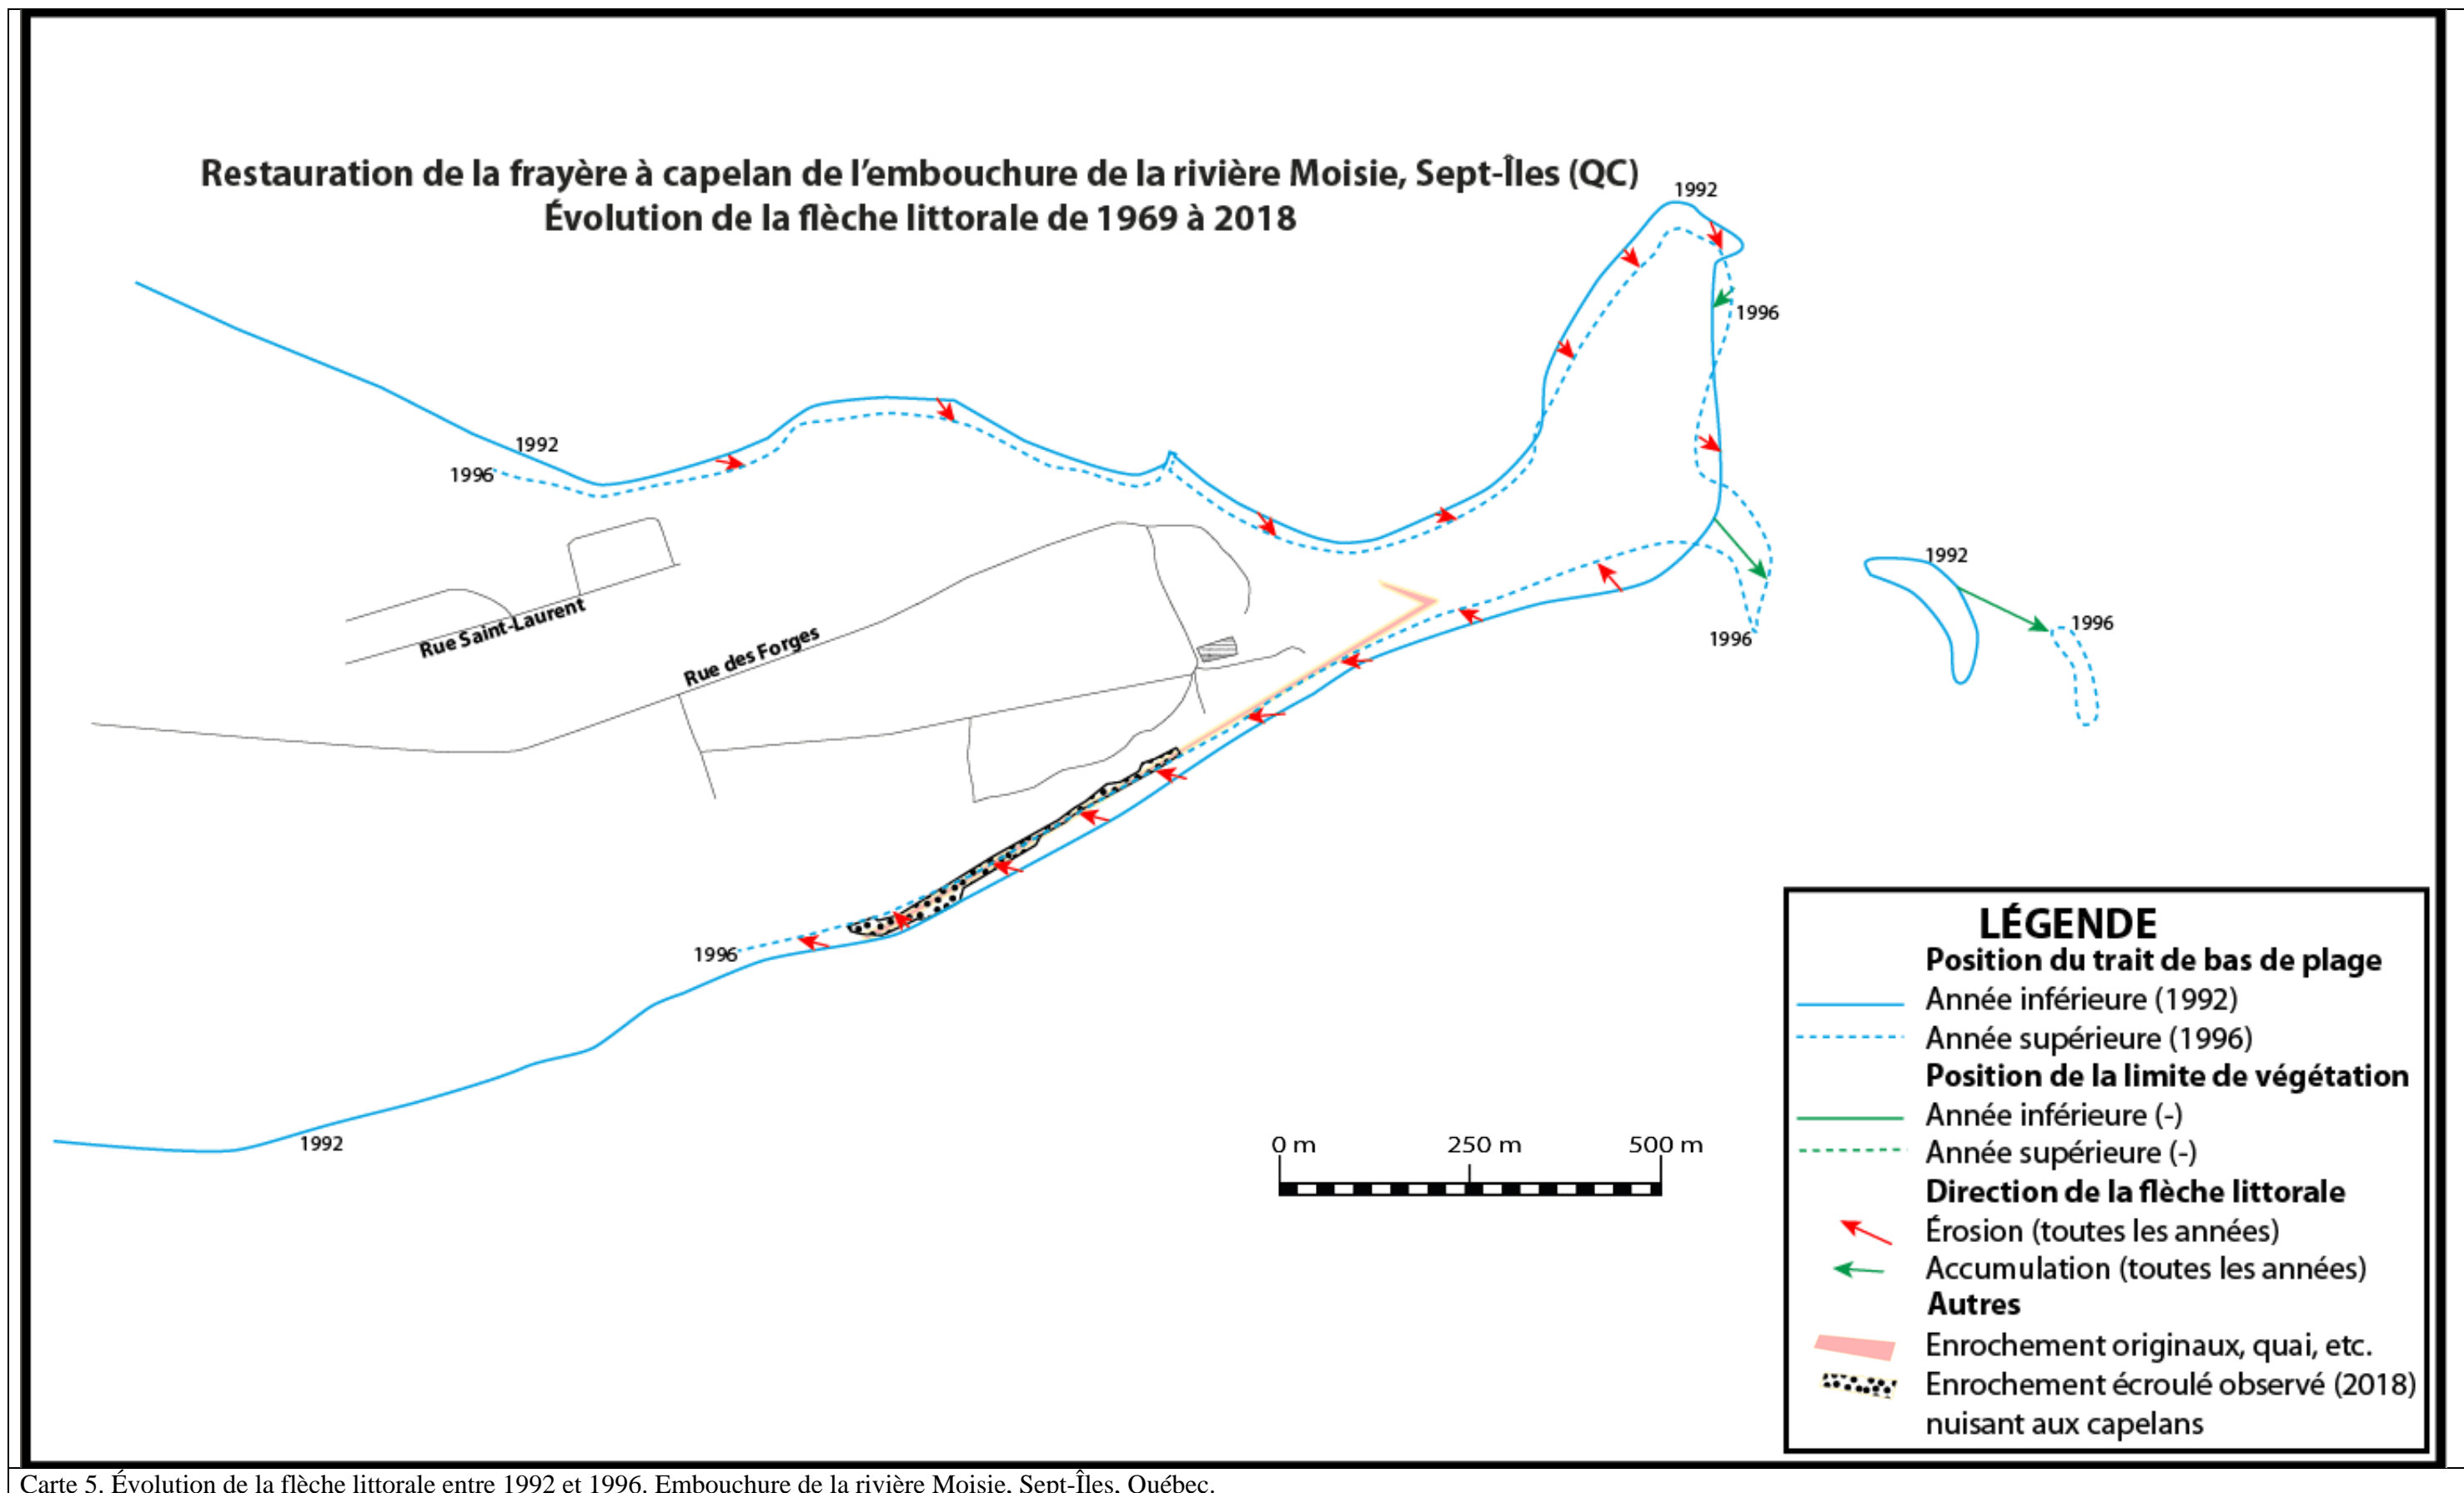 Restauration de la frayère à capelan de l'embouchure de la rivière Moisie, Sept-Îles (QC)
Évolution de la flèche littorale de 1969 à 2018
1992
1996
1992
1996
1992
1996
1996
Rue Saint-Laurent
Rue des Forges
1996
1992
0 m 250 m 500 m
LÉGENDE
Position du trait de bas de plage
Année inférieure (1992)
Année supérieure (1996)
Position de la limite de végétation
Année inférieure (-)
Année supérieure (-)
Direction de la flèche littorale
Érosion (toutes les années)
Accumulation (toutes les années)
Autres
Enrochement originaux, quai, etc.
Enrochement écroulé observé (2018)
nuisant aux capelans
Carte 5. Évolution de la flèche littorale entre 1992 et 1996. Embouchure de la rivière Moisie, Sept-Îles, Québec.